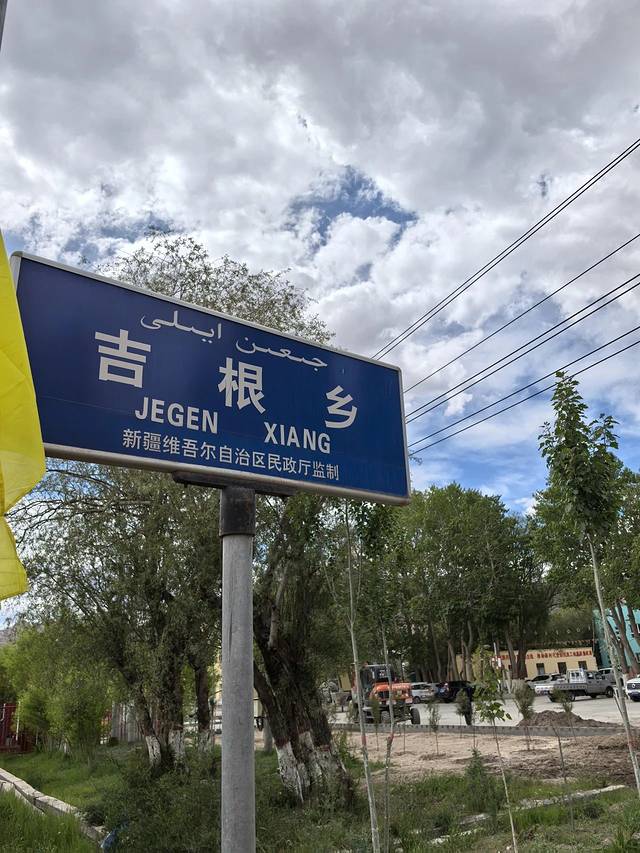 جىعىن ايىلى
吉根乡
JEGEN XIANG
新疆维吾尔自治区民政厅监制